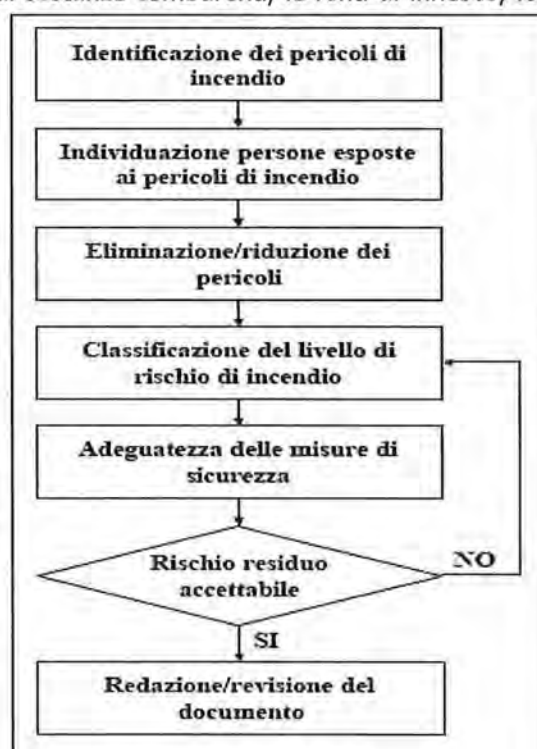 Identificazione dei pericoli di
incendio
Individuazione persone esposte
ai pericoli di incendio
Eliminazione/riduzione dei
pericoli
Classificazione del livello di
rischio di incendio
Adeguatezza delle misure di
sicurezza
Rischio residuo
accettabile
NO
SI
Redazione/revisione del
documento